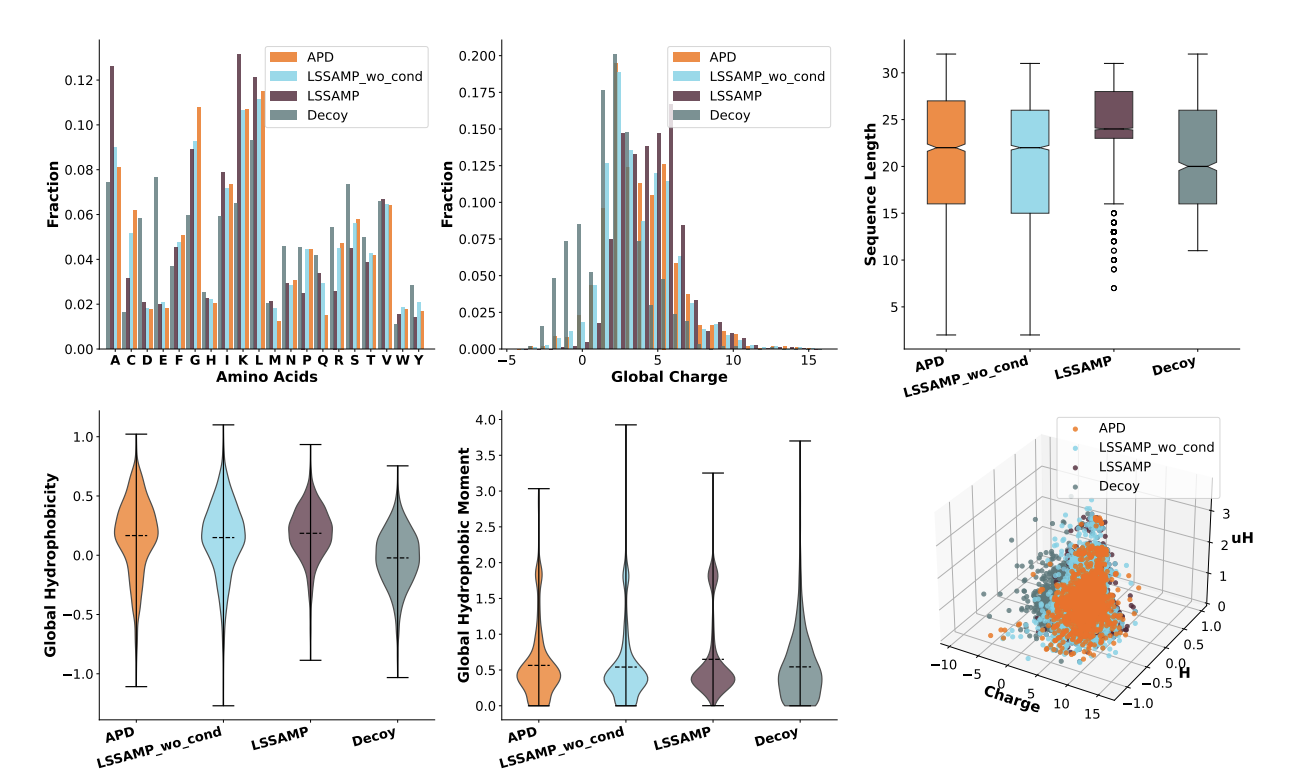 APD
LSSAMP_wo_cond
LSSAMP
Decoy
0.12
0.10
0.08
0.06
0.04
0.02
0.00
Fraction
A C D E F G H I K L M N P Q R S T V W Y
Amino Acids
APD
LSSAMP_wo_cond
LSSAMP
Decoy
0.200
0.175
0.150
0.125
0.100
0.075
0.050
0.025
0.000
Fraction
−5 0 5 10 15
Global Charge
30
25
20
15
10
5
Sequence Length
APD
LSSAMP_wo_cond
LSSAMP
Decoy
1.0
0.5
0.0
−0.5
−1.0
Global Hydrophobicity
APD
LSSAMP_wo_cond
LSSAMP
Decoy
4.0
3.5
3.0
2.5
2.0
1.5
1.0
0.5
0.0
Global Hydrophobic Moment
APD
LSSAMP_wo_cond
LSSAMP
Decoy
APD
LSSAMP_wo_cond
LSSAMP
Decoy
3
2
1
0
uH
1.0
0.5
0.0
−0.5
−1.0
H
−10
−5
0
5
10
15
Charge